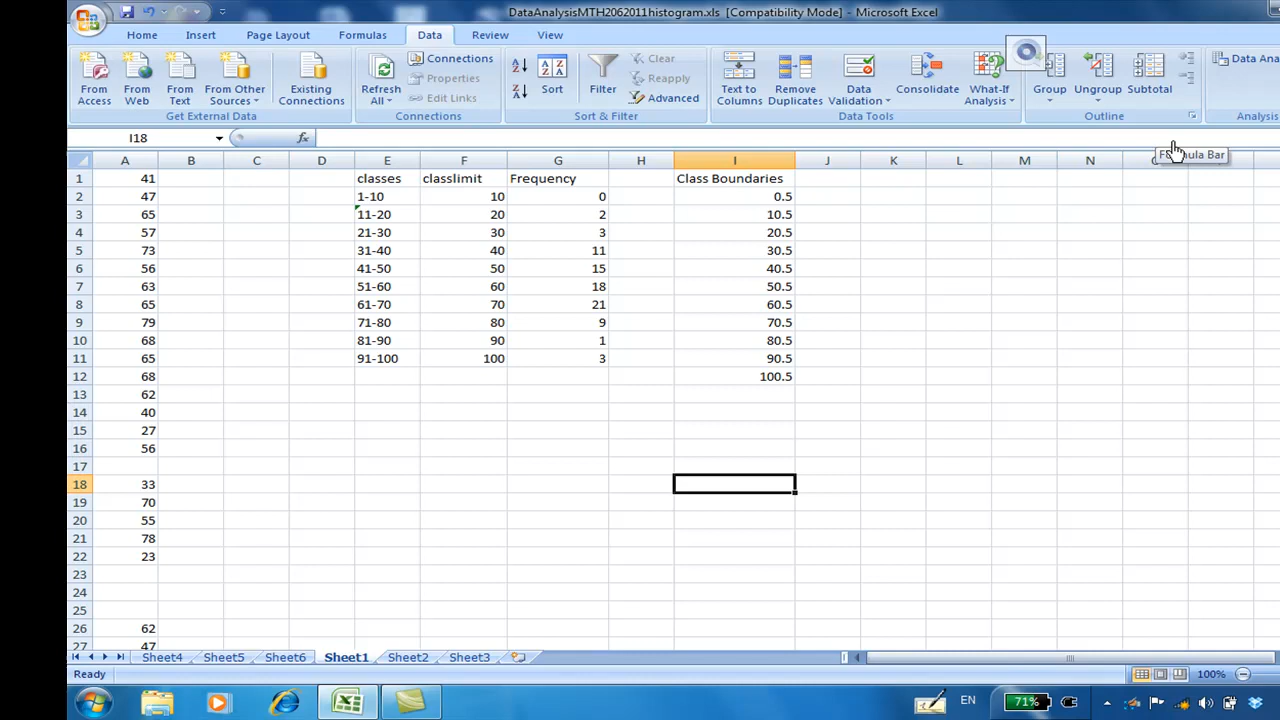 DataAnalysisMTH2062011histogram.xls [Compatibility Mode] - Microsoft Excel
Home Insert Page Layout Formulas Data Review View
From Access
From Web
From Text
From Other Sources
Existing Connections
Get External Data
Refresh All
Connections
Properties
Edit Links
Connections
Sort
Filter
Clear
Reapply
Advanced
Sort & Filter
Text to Columns
Remove Duplicates
Data Validation
Consolidate
What-If Analysis
Data Tools
Group
Ungroup
Subtotal
Outline
Data Ana
Analysis
I18 fx
A B C D E F G H I J K L M N
1 41 classes classlimit Frequency Class Boundaries
2 47 1-10 10 0 0.5
3 65 11-20 20 2 10.5
4 57 21-30 30 3 20.5
5 73 31-40 40 11 30.5
6 56 41-50 50 15 40.5
7 63 51-60 60 18 50.5
8 65 61-70 70 21 60.5
9 79 71-80 80 9 70.5
10 68 81-90 90 1 80.5
11 65 91-100 100 3 90.5
12 68 100.5
13 62
14 40
15 27
16 56
17
18 33
19 70
20 55
21 78
22 23
23
24
25
26 62
27 47
Sheet4 Sheet5 Sheet6 Sheet1 Sheet2 Sheet3
Ready 100%
EN 71%